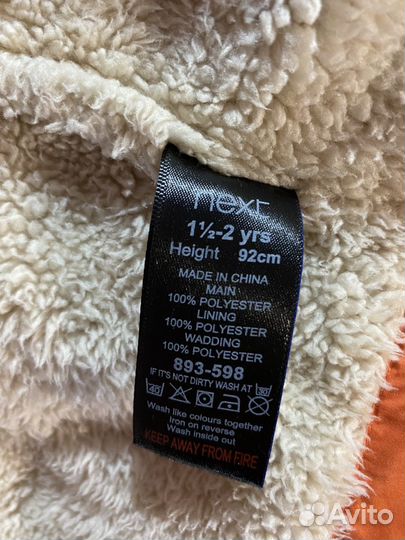 next
1½-2 yrs
Height 92cm
MADE IN CHINA
MAIN
100% POLYESTER
LINING
100% POLYESTER
WADDING
100% POLYESTER
893-598
IF IT'S NOT DIRTY WASH AT 30
30
Wash like colours together
Iron on reverse
Wash inside out
KEEP AWAY FROM FIRE
Avito